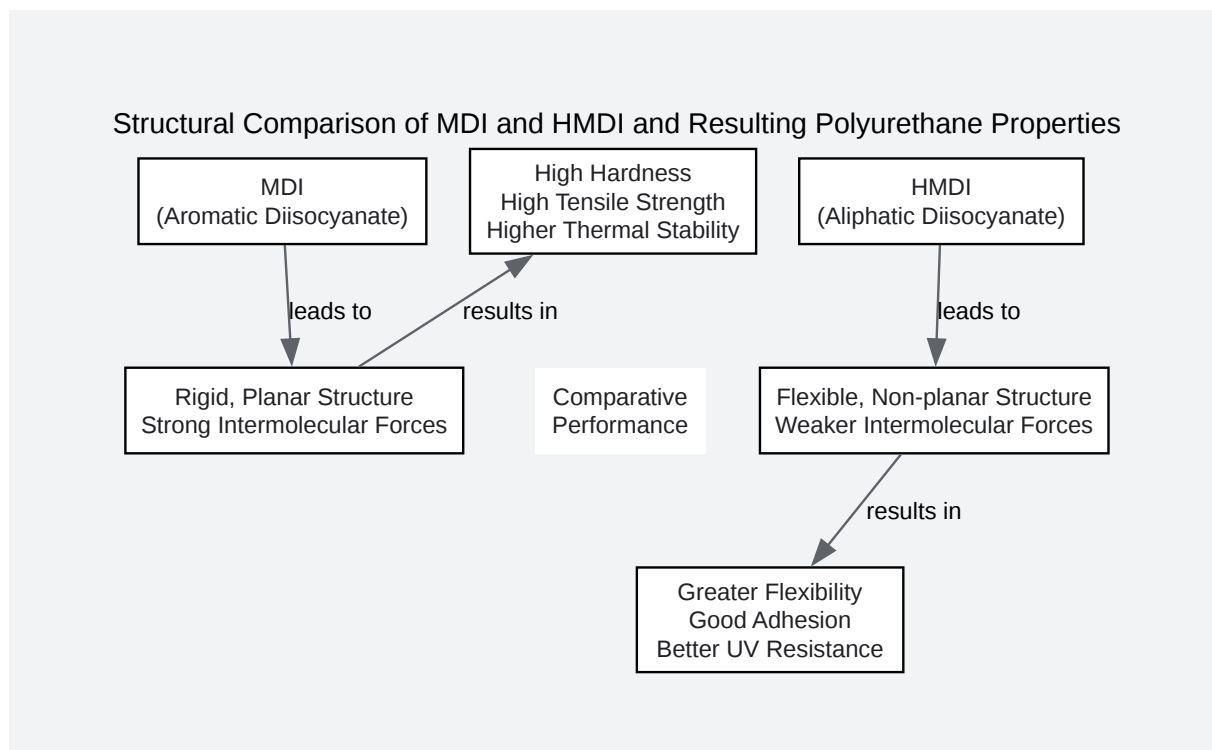 Structural Comparison of MDI and HMDI and Resulting Polyurethane Properties
MDI
(Aromatic Diisocyanate)
High Hardness
High Tensile Strength
Higher Thermal Stability
HMDI
(Aliphatic Diisocyanate)
leads to
results in
leads to
Rigid, Planar Structure
Strong Intermolecular Forces
Comparative
Performance
Flexible, Non-planar Structure
Weaker Intermolecular Forces
results in
Greater Flexibility
Good Adhesion
Better UV Resistance